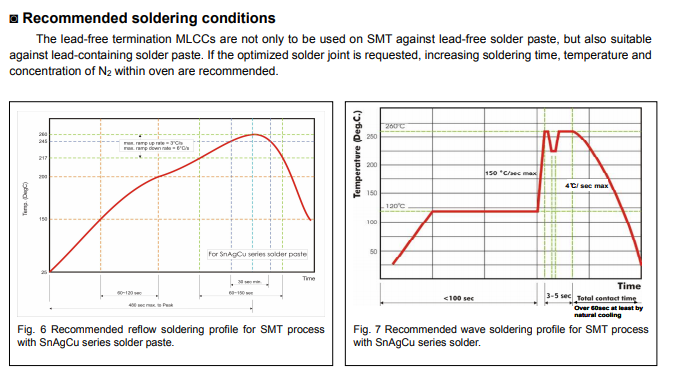 ◙ Recommended soldering conditions
The lead-free termination MLCCs are not only to be used on SMT against lead-free solder paste, but also suitable
against lead-containing solder paste. If the optimized solder joint is requested, increasing soldering time, temperature and
concentration of N2 within oven are recommended.
Temp. (DegC)
260
245
217
200
150
25
max. ramp up rate = 3°C/s
max. ramp down rate = 6°C/s
For SnAgCu series solder paste
Time
30 sec min.
60~120 sec
60~150 sec
480 sec max. to Peak
Fig. 6 Recommended reflow soldering profile for SMT process
with SnAgCu series solder paste.
Temperature (Deg.C.)
260°C
250
200
150 °C/sec max
4℃/ sec max
150
120°C
100
50
Time
<100 sec
3-5 sec
Total contact time
Over 60sec at least by
natural cooling
Fig. 7 Recommended wave soldering profile for SMT process
with SnAgCu series solder.